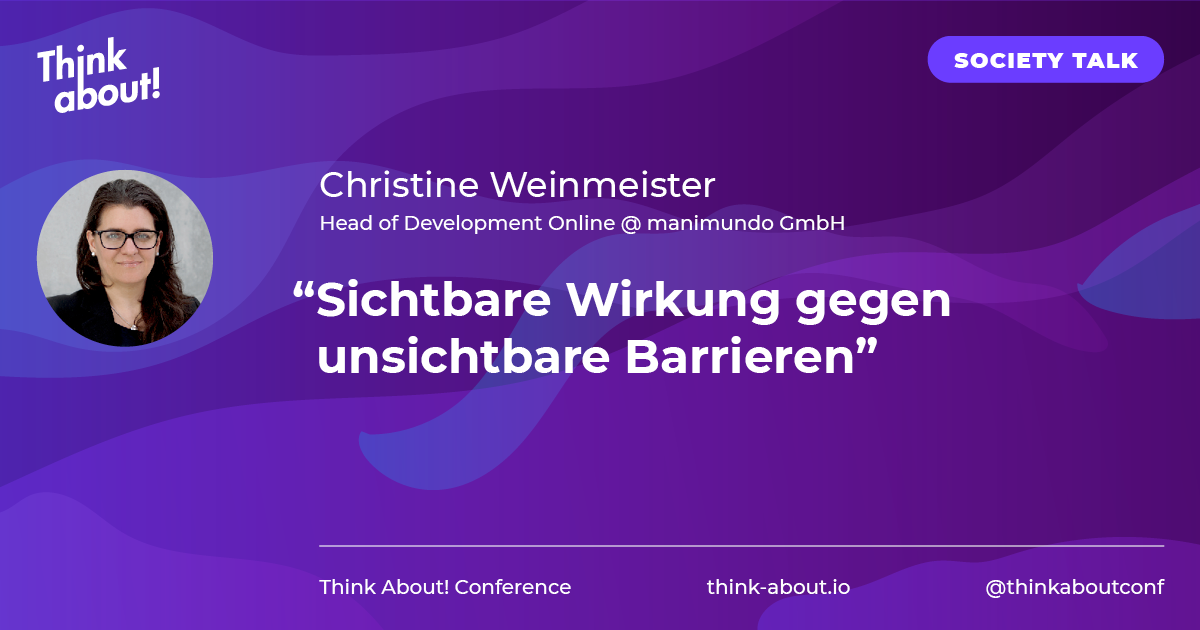 Think
about!
SOCIETY TALK
Christine Weinmeister
Head of Development Online @ manimundo GmbH
“Sichtbare Wirkung gegen
unsichtbare Barrieren”
Think About! Conference
think-about.io
@thinkaboutconf